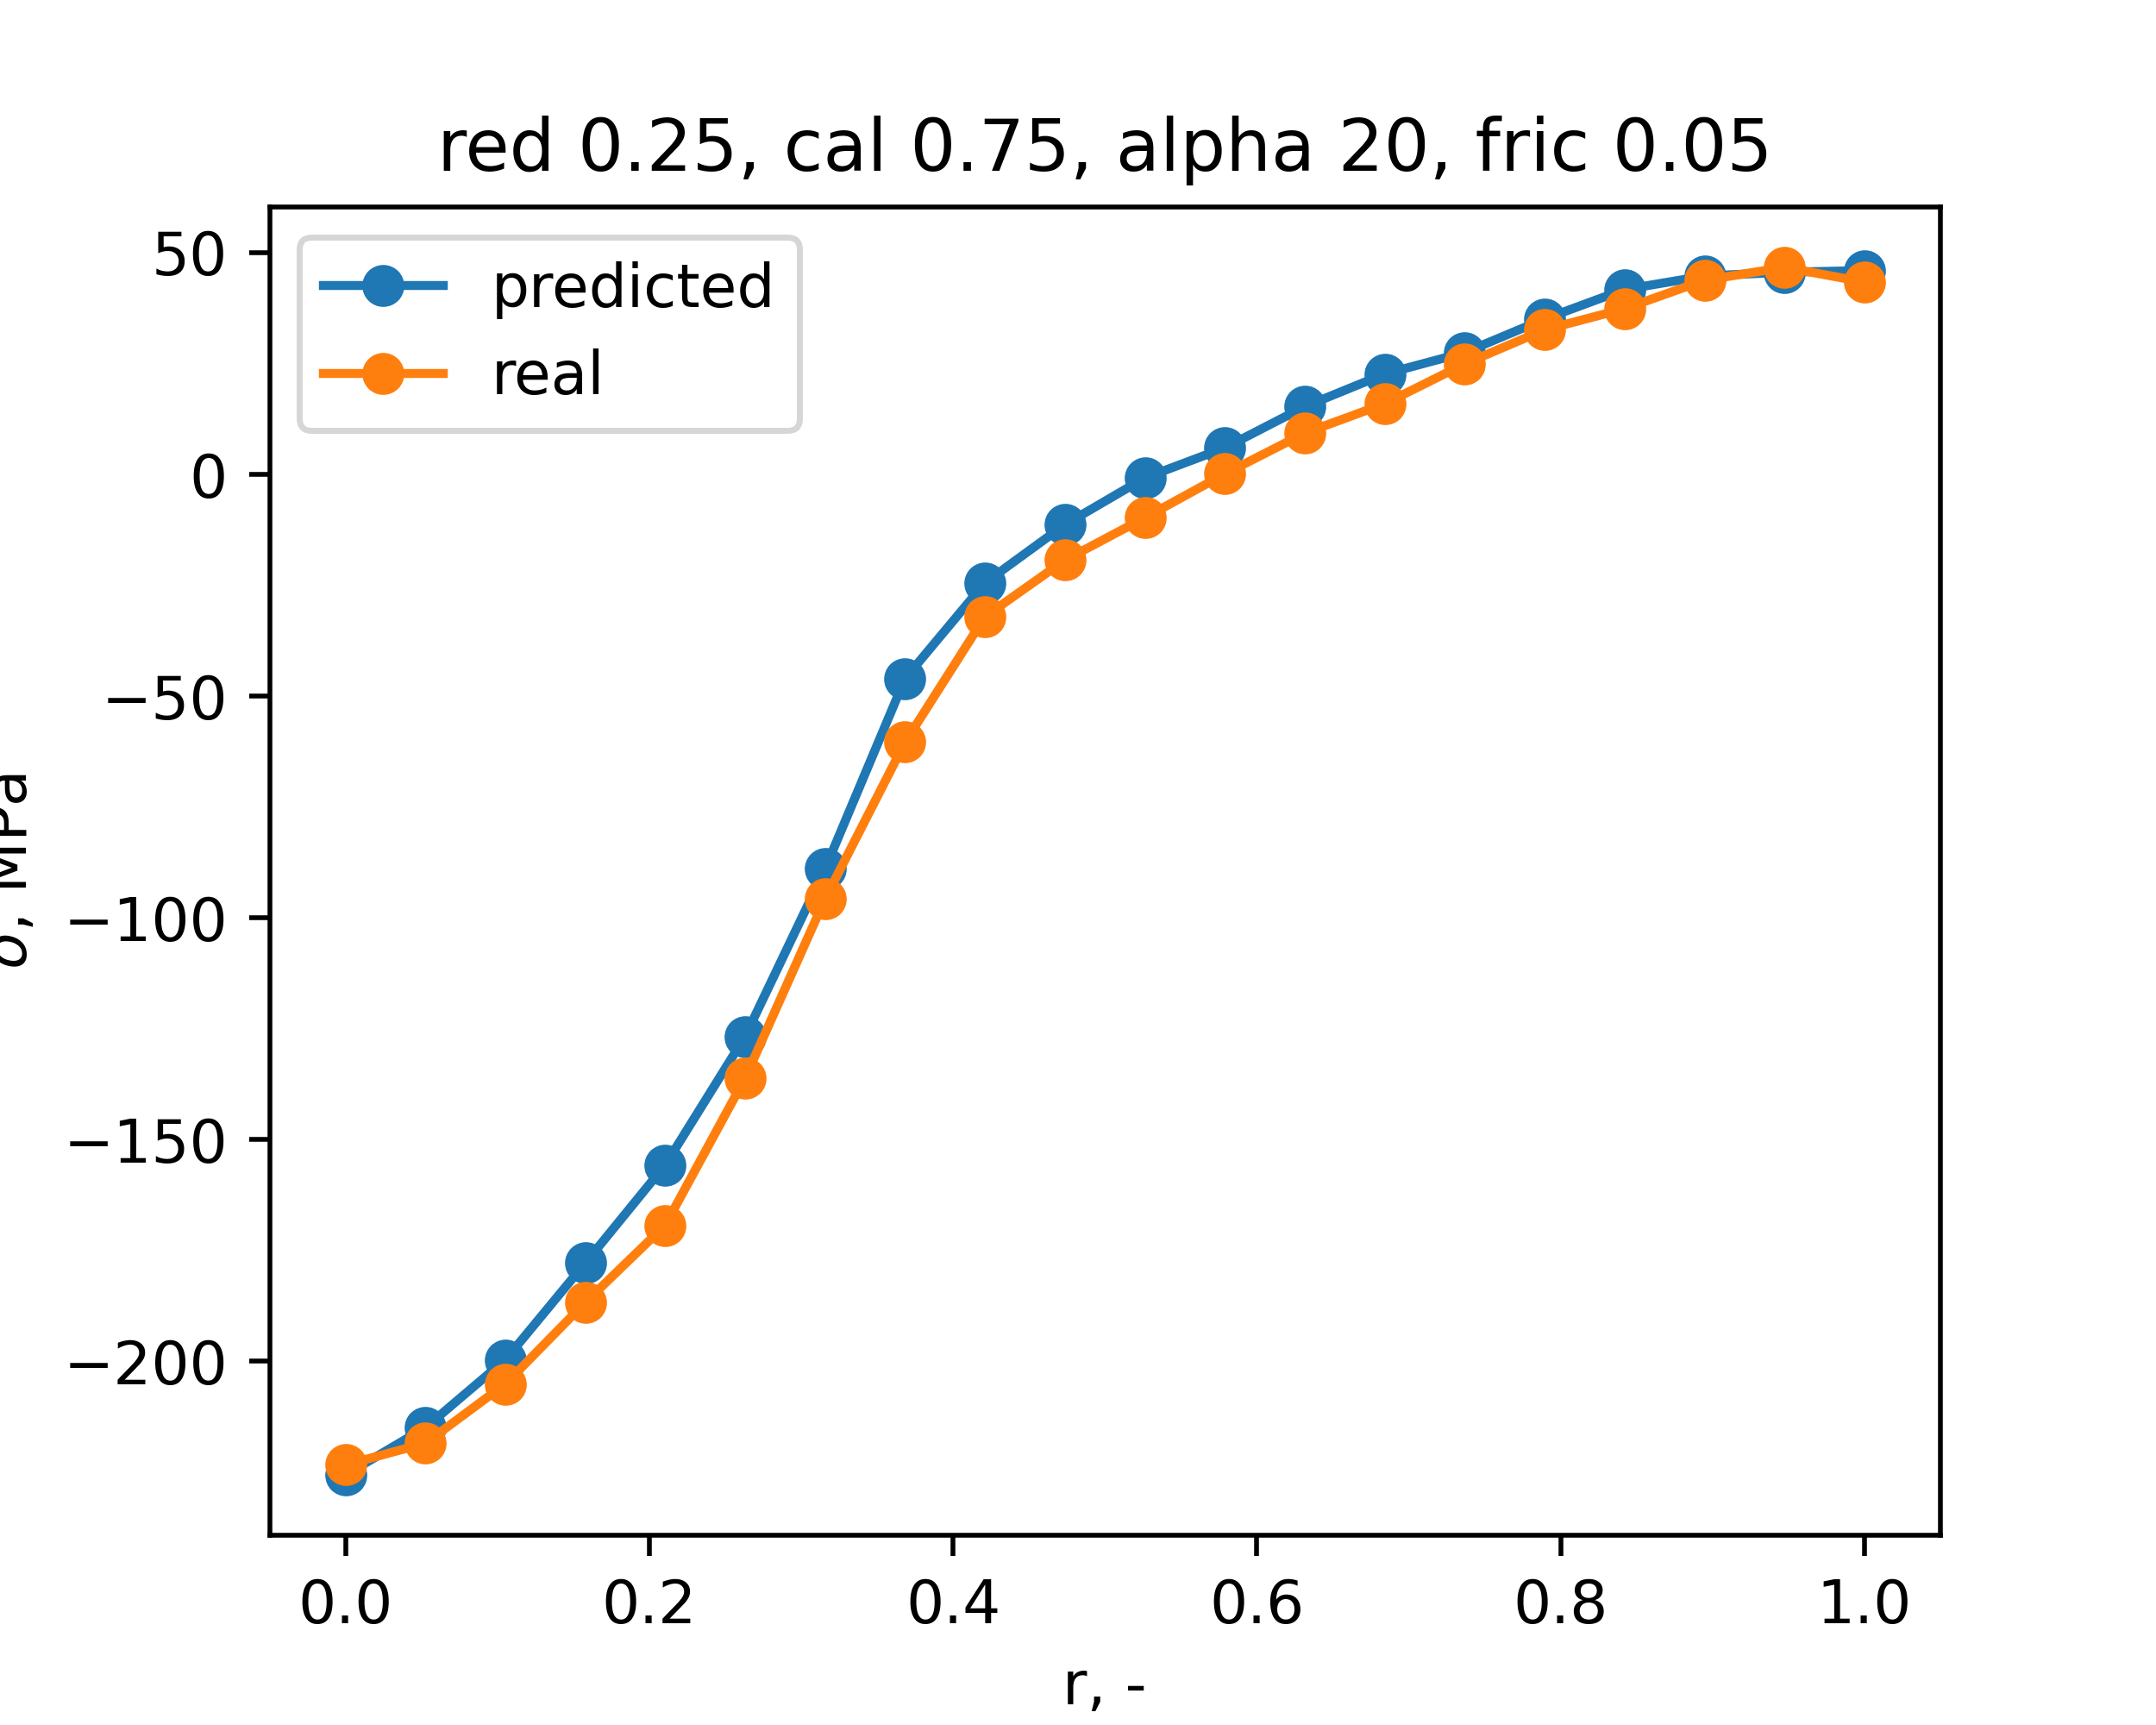 red 0.25, cal 0.75, alpha 20, fric 0.05
predicted
real
50
0
−50
−100
−150
−200
σ, MPa
0.0 0.2 0.4 0.6 0.8 1.0
r, -